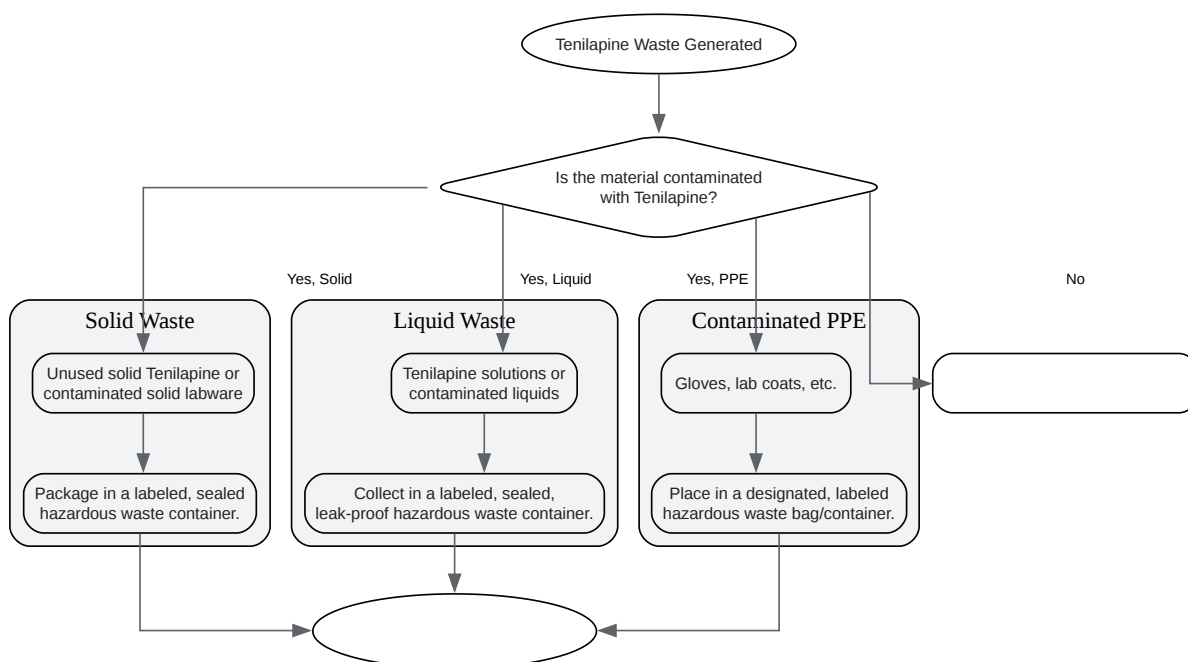 Tenilapine Waste Generated
Is the material contaminated
with Tenilapine?
Yes, Solid
Yes, Liquid
Yes, PPE
No
Solid Waste
Liquid Waste
Contaminated PPE
Unused solid Tenilapine or
contaminated solid labware
Tenilapine solutions or
contaminated liquids
Gloves, lab coats, etc.
Package in a labeled, sealed
hazardous waste container.
Collect in a labeled, sealed,
leak-proof hazardous waste container.
Place in a designated, labeled
hazardous waste bag/container.